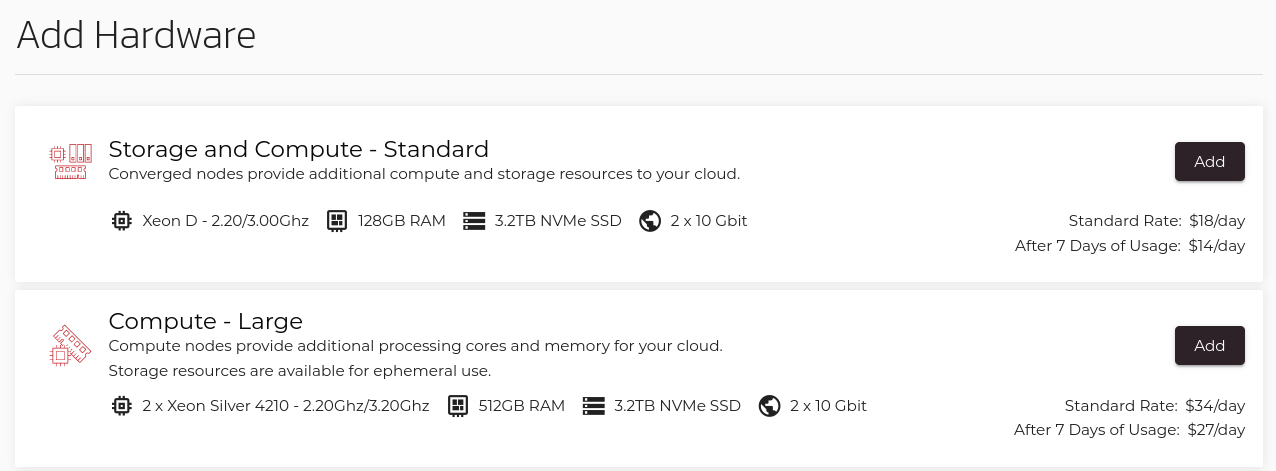 Add Hardware
Storage and Compute - Standard
Converged nodes provide additional compute and storage resources to your cloud.
Add
Xeon D - 2.20/3.00Ghz 128GB RAM 3.2TB NVMe SSD 2 x 10 Gbit
Standard Rate: $18/day
After 7 Days of Usage: $14/day
Compute - Large
Compute nodes provide additional processing cores and memory for your cloud.
Storage resources are available for ephemeral use.
Add
2 x Xeon Silver 4210 - 2.20Ghz/3.20Ghz 512GB RAM 3.2TB NVMe SSD 2 x 10 Gbit
Standard Rate: $34/day
After 7 Days of Usage: $27/day